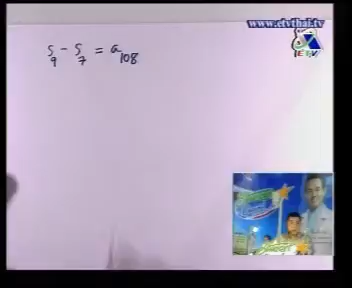 www.etvthai.tv
S₉ - S₇ = a₁₀₈
ETV